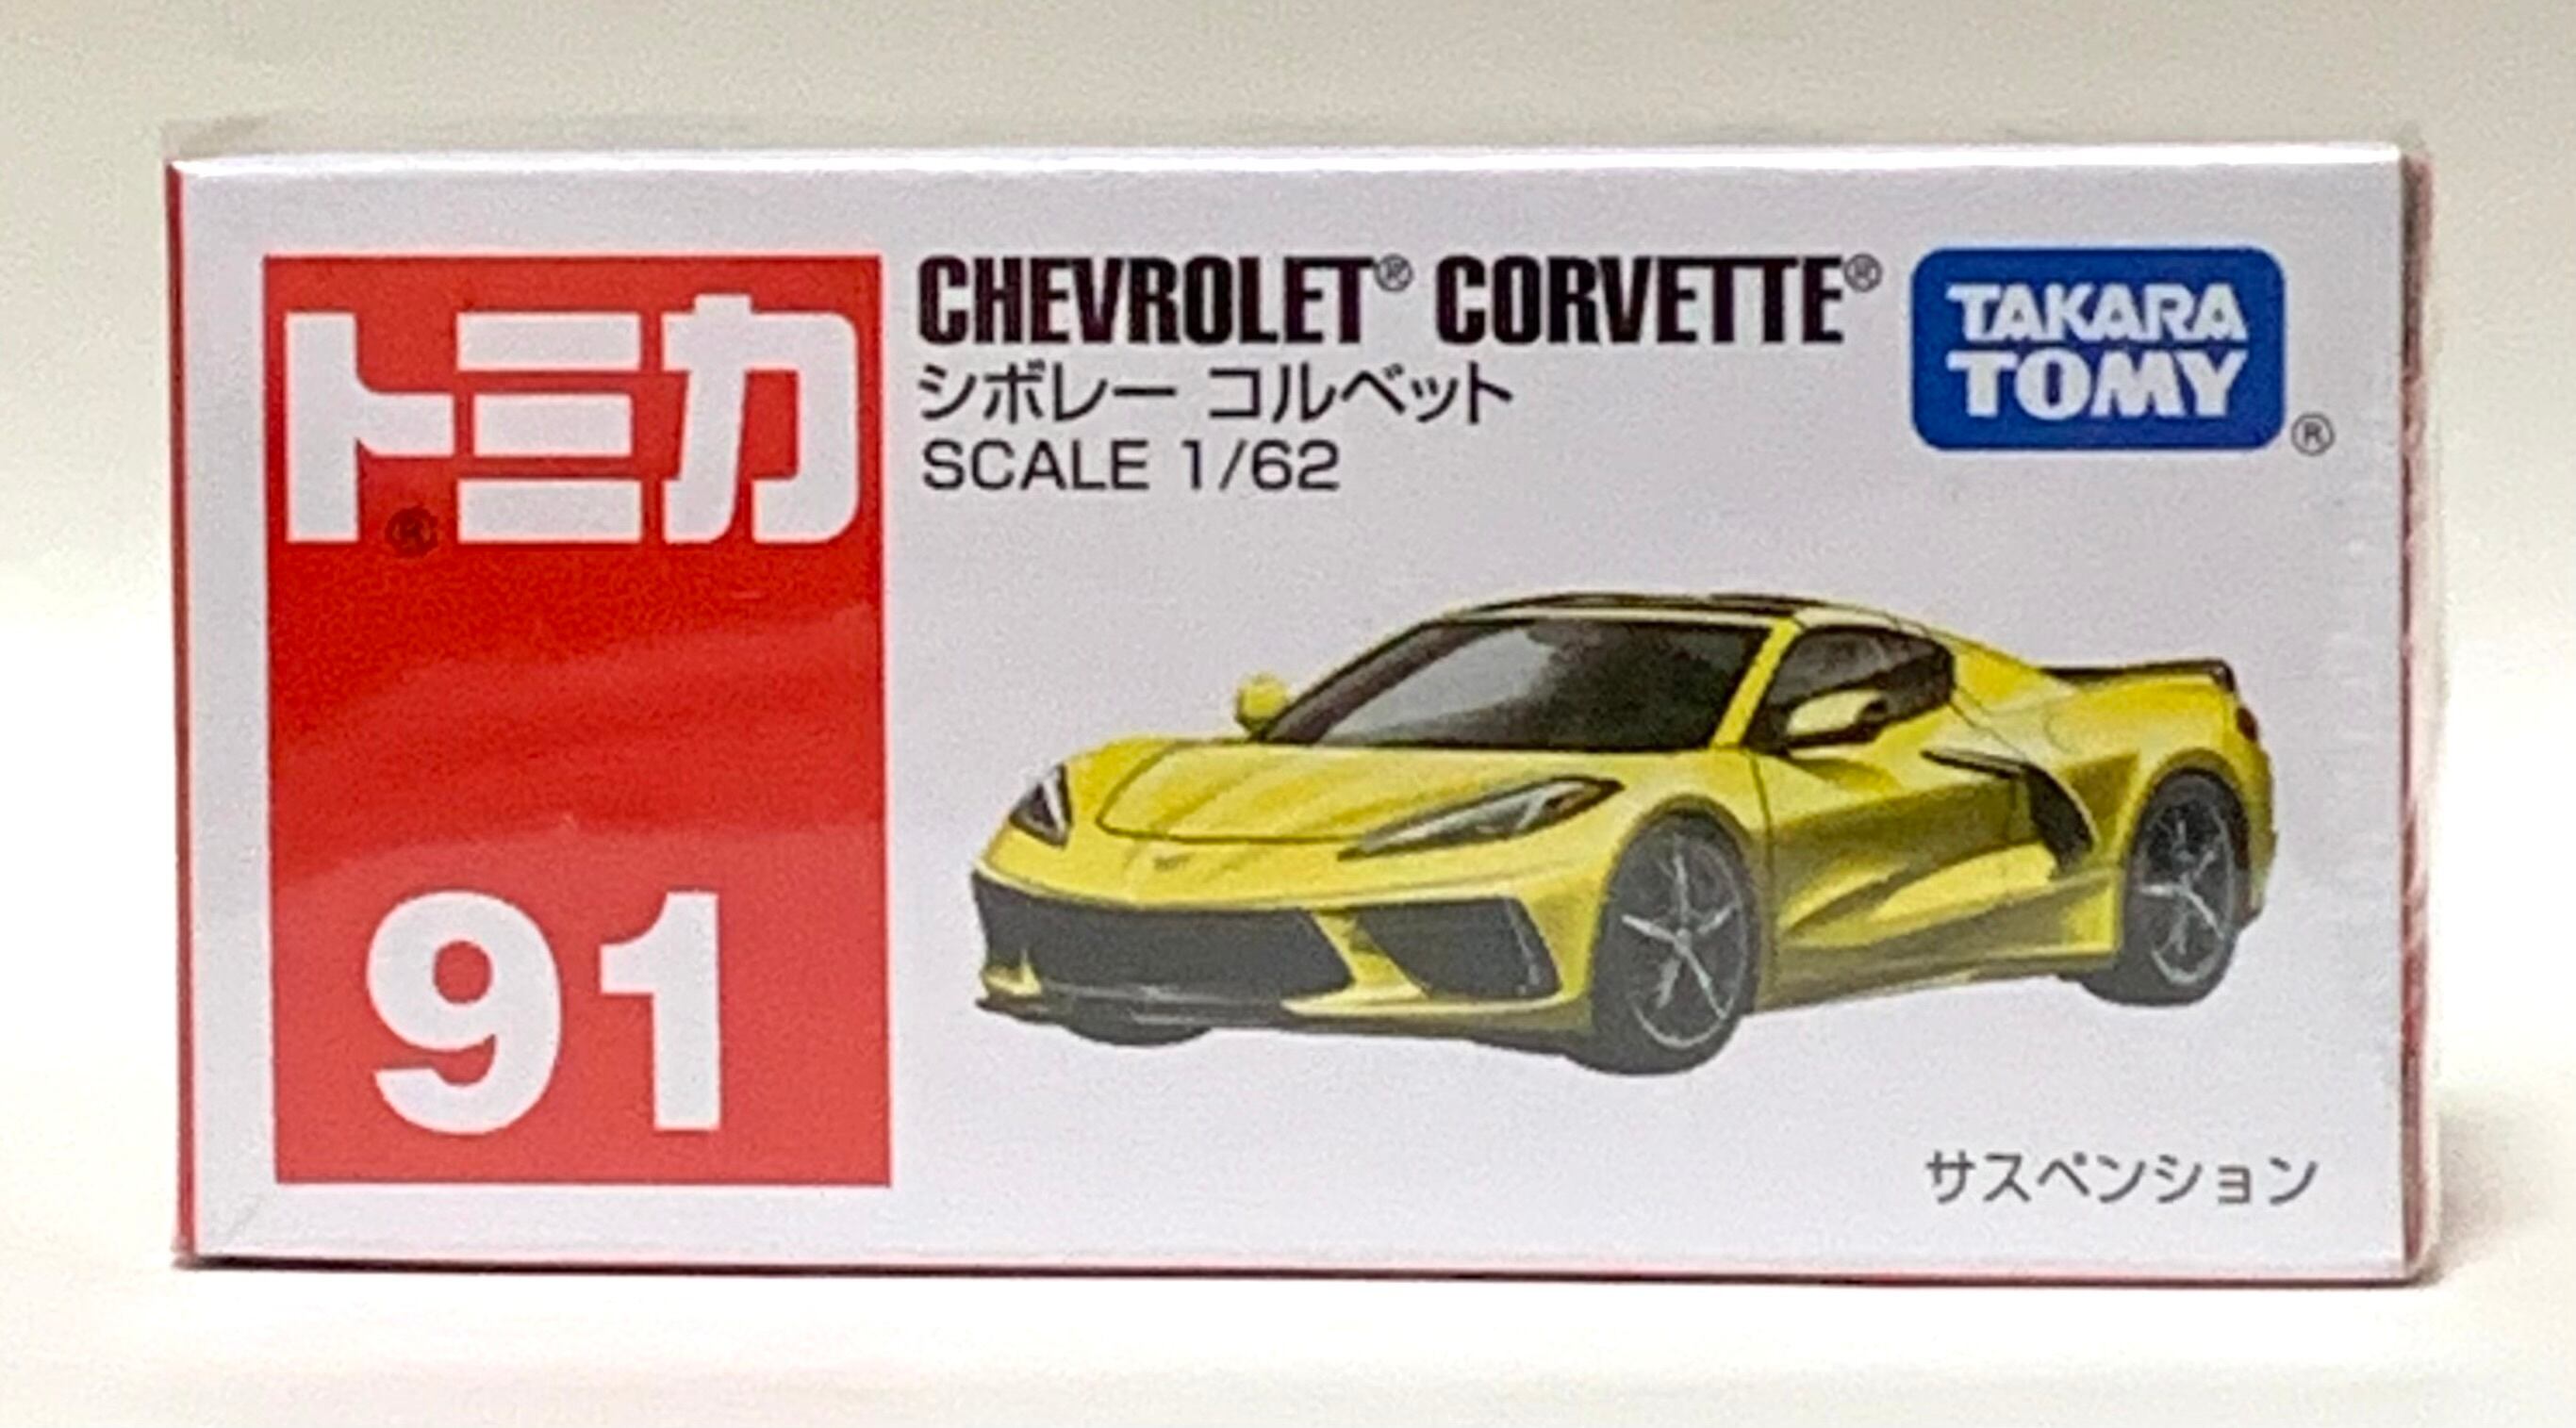 トミカ®
91
CHEVROLET® CORVETTE®
シボレー コルベット
SCALE 1/62
TAKARA
TOMY®
サスペンション